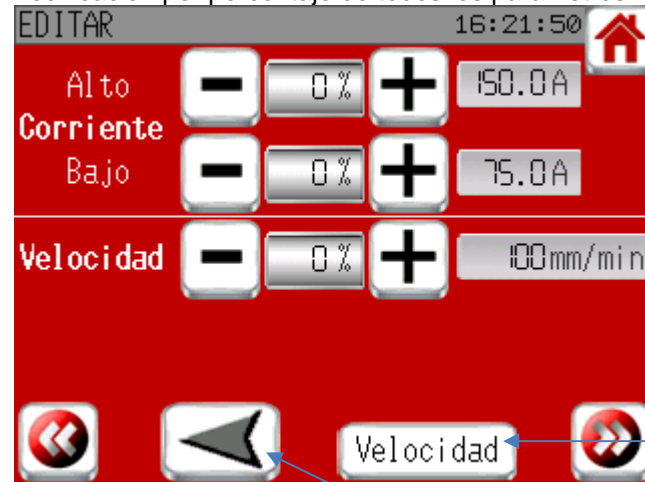 EDITAR 16:21:50
Alto 0% 150.0A
Corriente
Bajo 0% 75.0A
Velocidad 0% 100mm/min
Velocidad